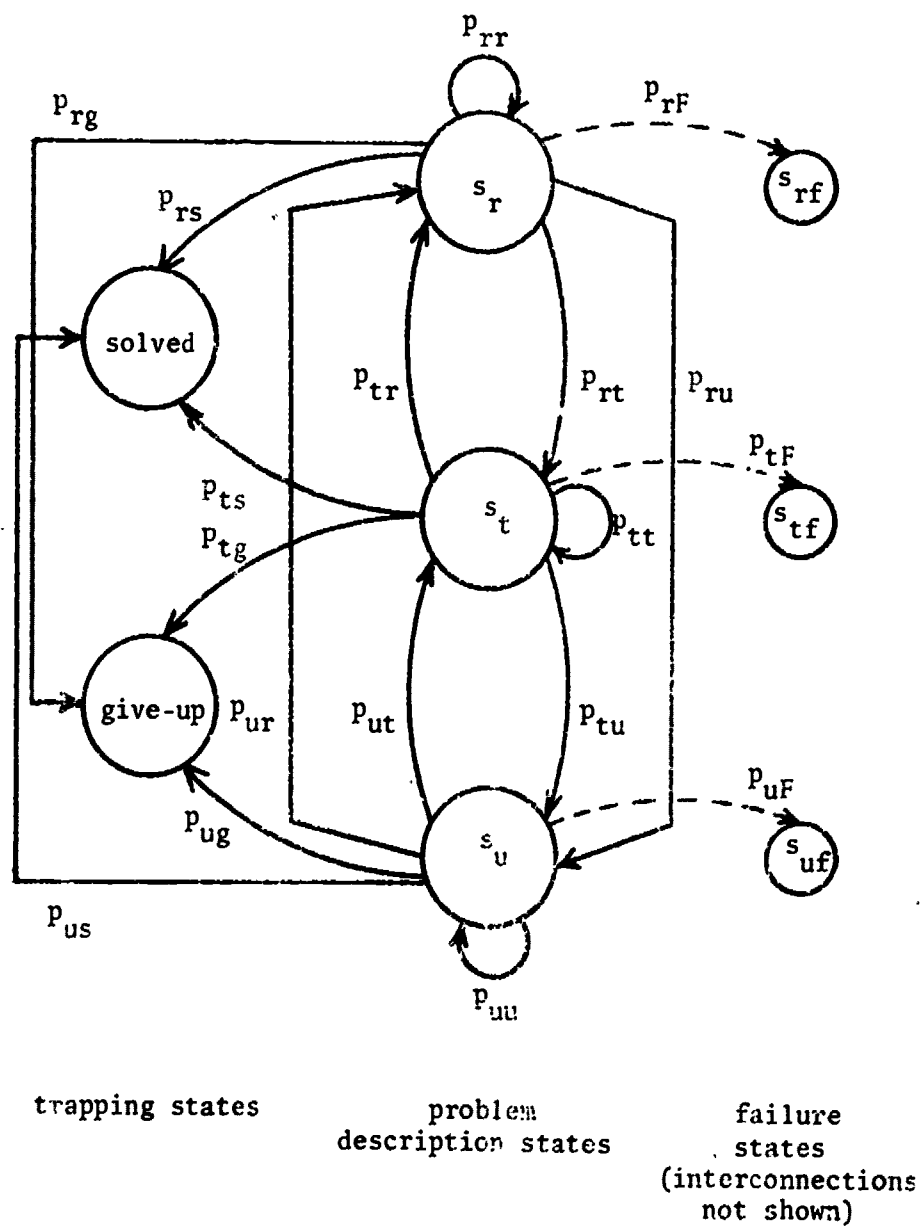 p_rr
p_rg
p_rF
s_r
s_rf
p_rs
solved
p_tr
p_rt
p_ru
p_tF
p_ts
s_t
s_tf
p_tg
p_tt
give-up
p_ur
p_ut
p_tu
p_uF
p_ug
s_u
s_uf
p_us
p_uu
trapping states
problem
description states
failure
states
(interconnections
not shown)